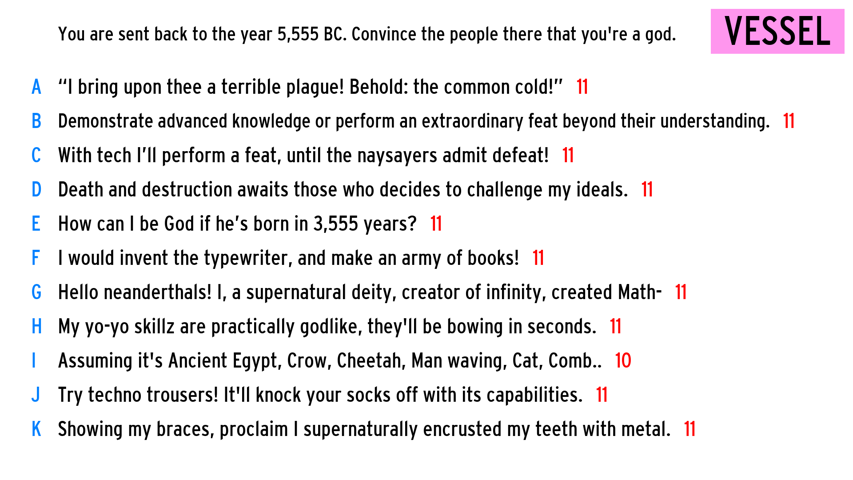 You are sent back to the year 5,555 BC. Convince the people there that you're a god.
VESSEL
A “I bring upon thee a terrible plague! Behold: the common cold!” 11
B Demonstrate advanced knowledge or perform an extraordinary feat beyond their understanding. 11
C With tech I’ll perform a feat, until the naysayers admit defeat! 11
D Death and destruction awaits those who decides to challenge my ideals. 11
E How can I be God if he’s born in 3,555 years? 11
F I would invent the typewriter, and make an army of books! 11
G Hello neanderthals! I, a supernatural deity, creator of infinity, created Math- 11
H My yo-yo skillz are practically godlike, they'll be bowing in seconds. 11
I Assuming it's Ancient Egypt, Crow, Cheetah, Man waving, Cat, Comb.. 10
J Try techno trousers! It'll knock your socks off with its capabilities. 11
K Showing my braces, proclaim I supernaturally encrusted my teeth with metal. 11